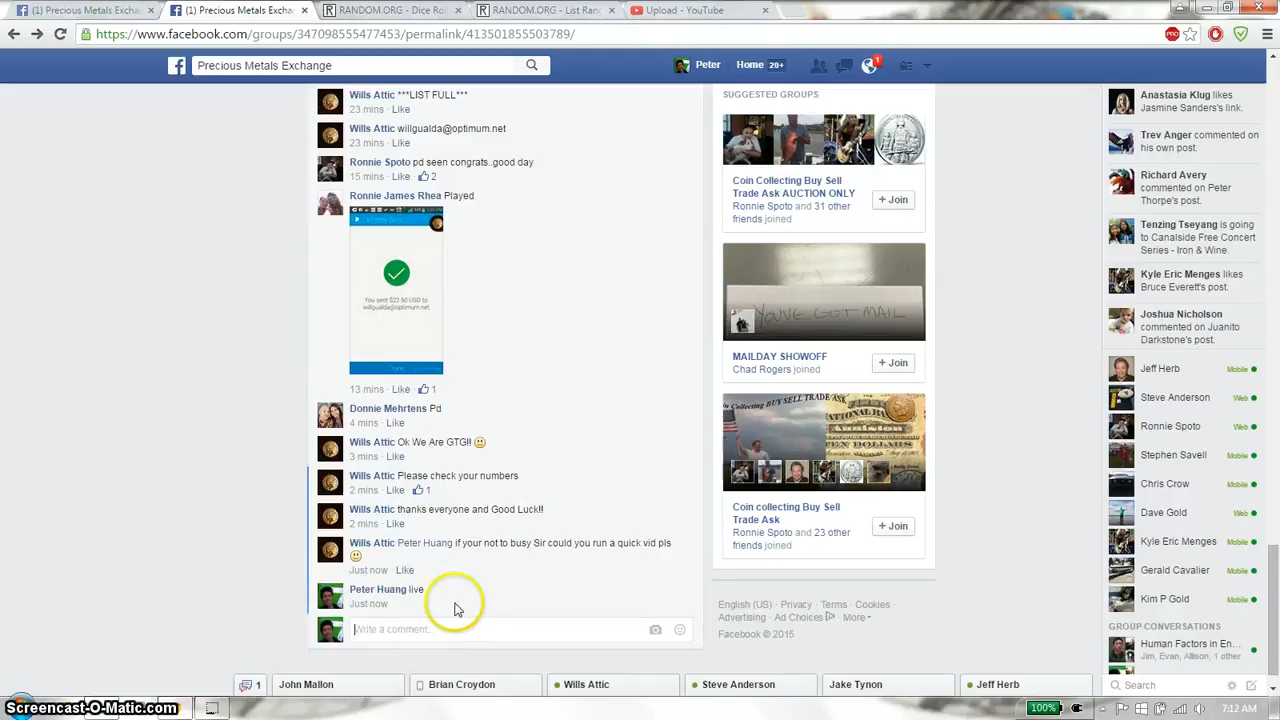 (1) Precious Metals Exchan
(1) Precious Metals Exchan
RANDOM.ORG - Dice Rol
RANDOM.ORG - List Ran
Upload - YouTube
https://www.facebook.com/groups/347098555477453/permalink/413501855503789/
Precious Metals Exchange
Peter
Home 20+
1
Wills Attic ***LIST FULL***
23 mins · Like
Wills Attic willgualda@optimum.net
23 mins · Like
Ronnie Spoto pd seen congrats..good day
15 mins · Like · 2
Ronnie James Rhea Played
You sent $22.50 USD to
willgualda@optimum.net
13 mins · Like · 1
Donnie Mehrtens Pd
4 mins · Like
Wills Attic Ok We Are GTG!!
3 mins · Like
Wills Attic Please check your numbers
2 mins · Like · 1
Wills Attic thanks everyone and Good Luck!!
2 mins · Like
Wills Attic Peter Huang if your not to busy Sir could you run a quick vid pls
Just now · Like
Peter Huang live
Just now
Write a comment...
SUGGESTED GROUPS
Coin Collecting Buy Sell
Trade Ask AUCTION ONLY
Ronnie Spoto and 31 other
friends joined
+ Join
YOU'VE GOT MAIL
MAILDAY SHOWOFF
Chad Rogers joined
+ Join
Coin collecting Buy Sell
Trade Ask
Ronnie Spoto and 23 other
friends joined
+ Join
English (US) · Privacy · Terms · Cookies ·
Advertising · Ad Choices · More
Facebook © 2015
Anastasia Klug likes
Jasmine Sanders's link.
Trev Anger commented on
his own post.
Richard Avery
commented on Peter
Thorpe's post.
Tenzing Tseyang is going
to Canalside Free Concert
Series - Iron & Wine.
Kyle Eric Menges likes
Bruce Everett's post.
Joshua Nicholson
commented on Juanito
Darkstone's post.
Jeff Herb Mobile
Steve Anderson Web
Ronnie Spoto Mobile
Stephen Savell Mobile
Chris Crow Mobile
Dave Gold Web
Kyle Eric Menges Mobile
Gerald Cavalier Mobile
Kim P Gold Mobile
GROUP CONVERSATIONS
Human Factors in En...
Jim, Evan, Allison, 1 other
Search
1
John Mallon
Brian Croydon
Wilke Attic
Steve Anderson
Jake Tynon
Jeff Herb
Screencast-O-Matic.com
100%
7:12 AM